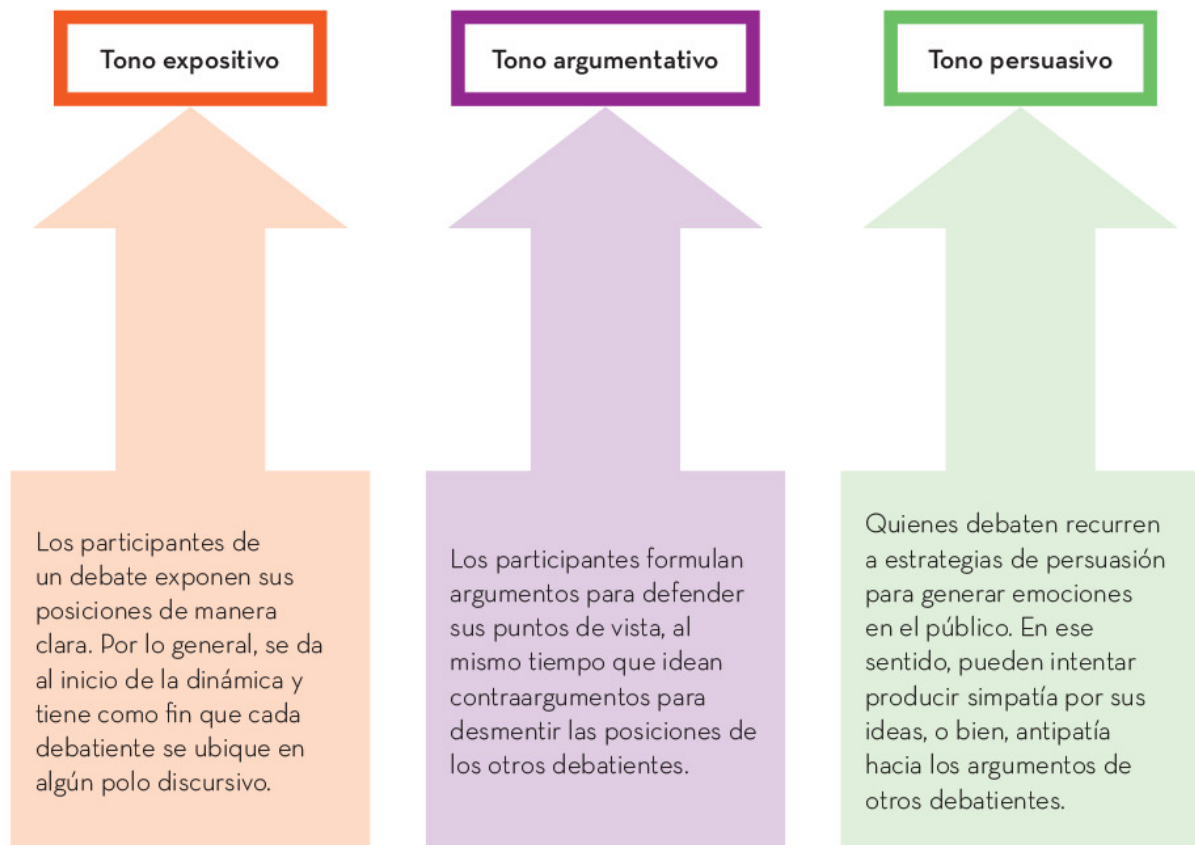 Tono expositivo
Los participantes de
un debate exponen sus
posiciones de manera
clara. Por lo general, se da
al inicio de la dinámica y
tiene como fin que cada
debatiente se ubique en
algún polo discursivo.
Tono argumentativo
Los participantes formulan
argumentos para defender
sus puntos de vista, al
mismo tiempo que idean
contraargumentos para
desmentir las posiciones de
los otros debatientes.
Tono persuasivo
Quienes debaten recurren
a estrategias de persuasión
para generar emociones
en el público. En ese
sentido, pueden intentar
producir simpatía por sus
ideas, o bien, antipatía
hacia los argumentos de
otros debatientes.